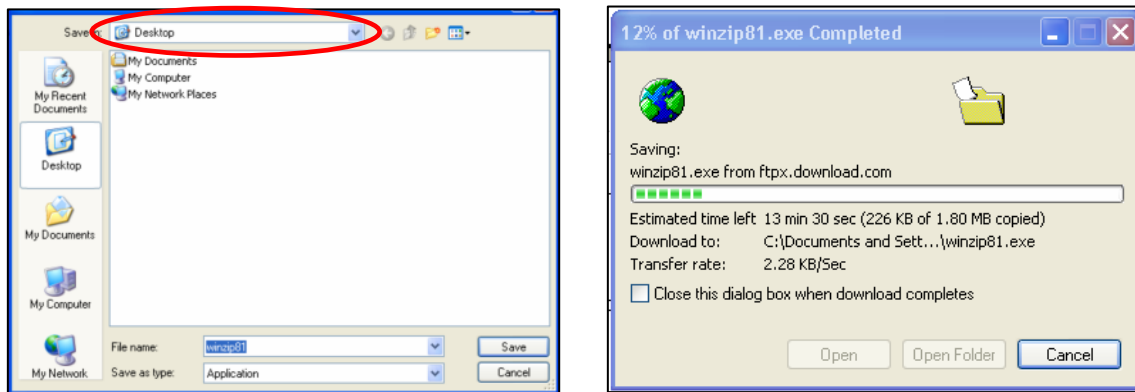 Save in:
Desktop
My Documents
My Computer
My Network Places
My Recent
Documents
Desktop
My Documents
My Computer
My Network
File name:
winzip81
Save
Save as type:
Application
Cancel
12% of winzip81.exe Completed
Saving:
winzip81.exe from ftpx.download.com
Estimated time left 13 min 30 sec (226 KB of 1.80 MB copied)
Download to: C:\Documents and Sett...\winzip81.exe
Transfer rate: 2.28 KB/Sec
Close this dialog box when download completes
Open
Open Folder
Cancel